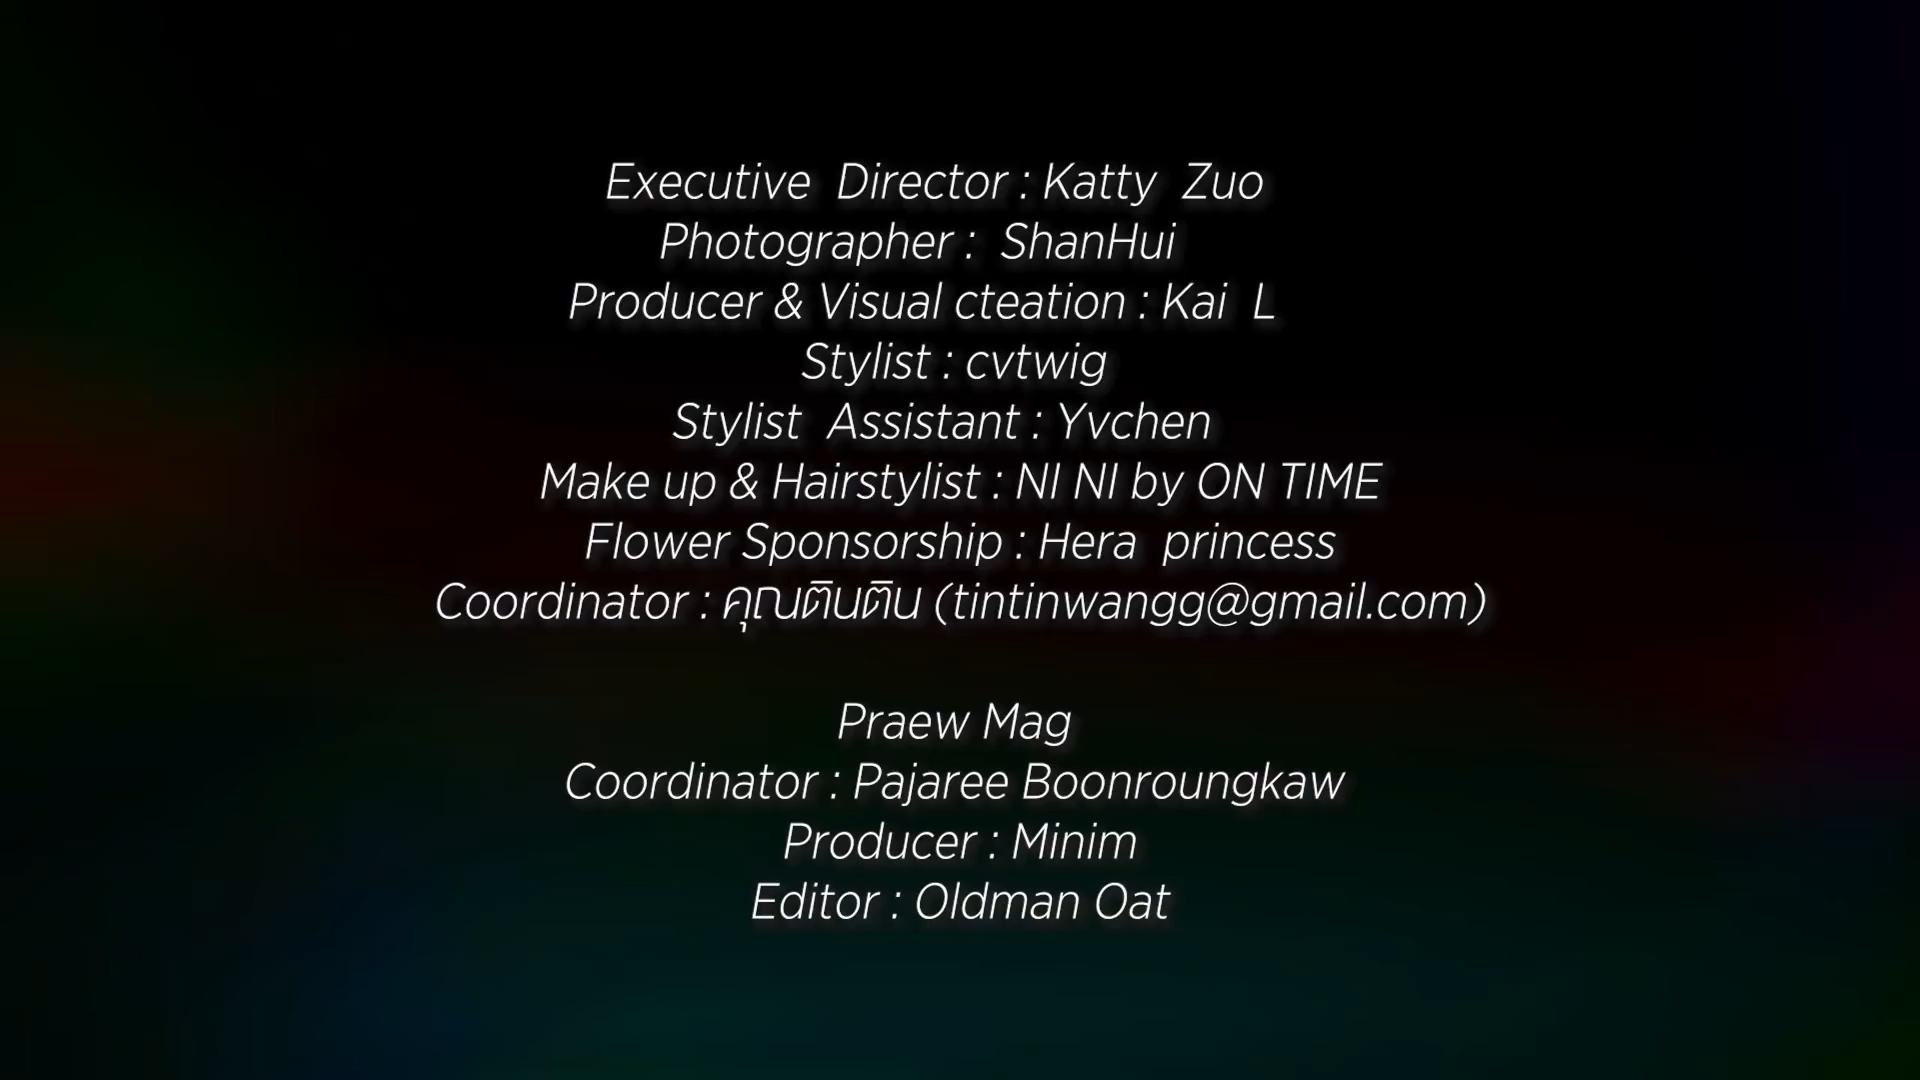 Executive Director : Katty Zuo
Photographer : ShanHui
Producer & Visual cteation : Kai L
Stylist : cvtwig
Stylist Assistant : Yvchen
Make up & Hairstylist : NI NI by ON TIME
Flower Sponsorship : Hera princess
Coordinator : คุณตินติน (tintinwangg@gmail.com)
Praew Mag
Coordinator : Pajaree Boonroungkaw
Producer : Minim
Editor : Oldman Oat